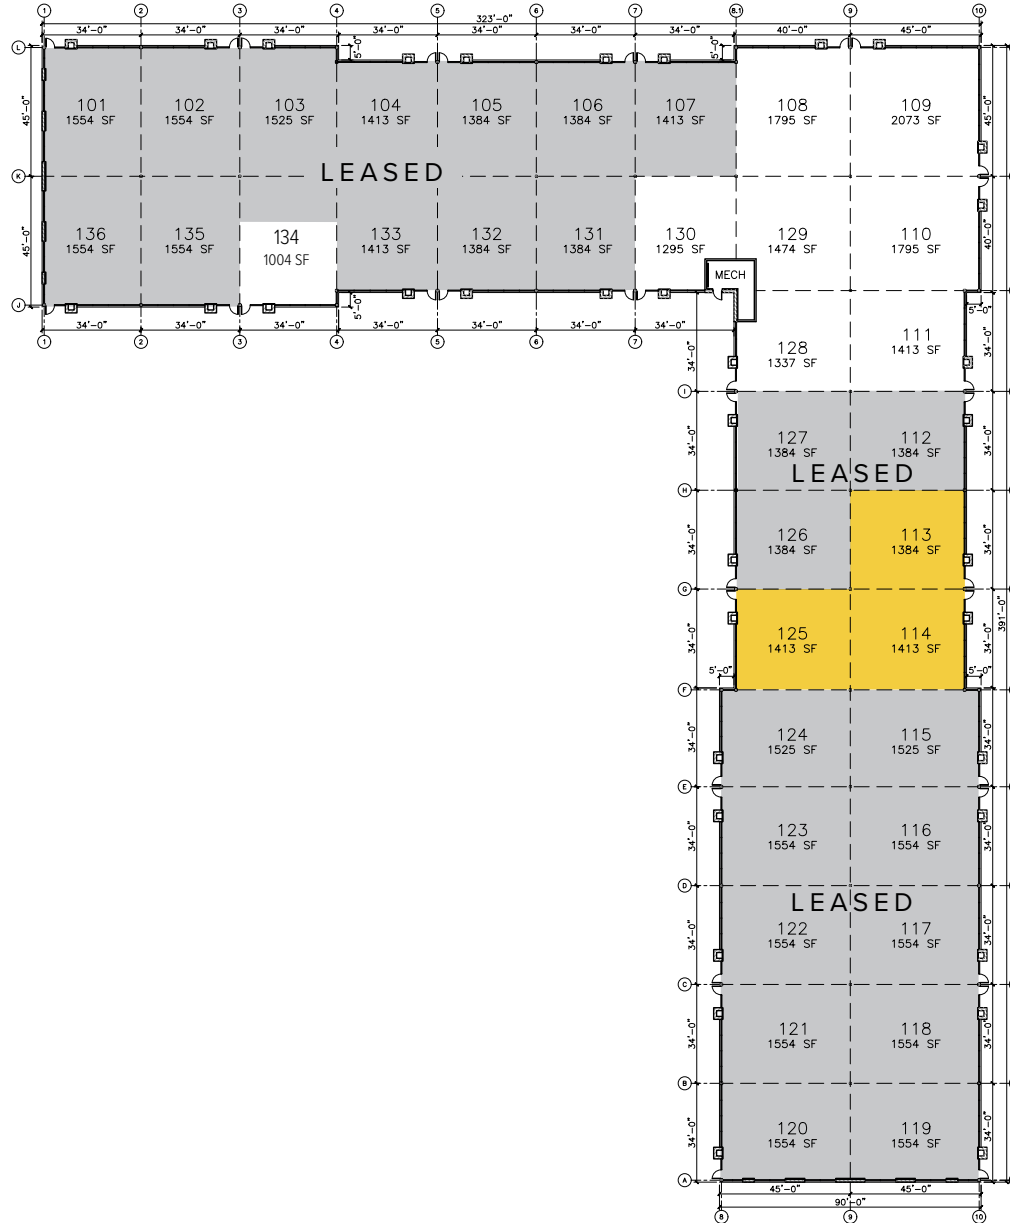 1 2 3 4 5 6 7 8.1 9 10
323'-0"
34'-0" 34'-0" 34'-0" 34'-0" 34'-0" 34'-0" 34'-0" 40'-0" 45'-0"
L
5'-0" 5'-0"
45'-0" 45'-0"
101 102 103 104 105 106 107 108 109
1554 SF 1554 SF 1525 SF 1413 SF 1384 SF 1384 SF 1413 SF 1795 SF 2073 SF
K
LEASED
45'-0" 40'-0"
136 135 134 133 132 131 130 129 110
1554 SF 1554 SF 1004 SF 1413 SF 1384 SF 1384 SF 1295 SF 1474 SF 1795 SF
MECH
J
5'-0" 5'-0"
34'-0" 34'-0" 34'-0" 34'-0" 34'-0" 34'-0" 34'-0"
1 2 3 4 5 6 7
34'-0" 34'-0"
128 111
1337 SF 1413 SF
I
34'-0" 34'-0"
127 112
1384 SF 1384 SF
LEASED
H
34'-0" 34'-0"
126 113
1384 SF 1384 SF
G
391'-0"
34'-0" 34'-0"
125 114
1413 SF 1413 SF
5'-0" 5'-0"
F
34'-0" 34'-0"
124 115
1525 SF 1525 SF
E
34'-0" 34'-0"
123 116
1554 SF 1554 SF
D
LEASED
34'-0" 34'-0"
122 117
1554 SF 1554 SF
C
34'-0" 34'-0"
121 118
1554 SF 1554 SF
B
34'-0" 34'-0"
120 119
1554 SF 1554 SF
A
45'-0" 45'-0"
90'-0"
8 9 10